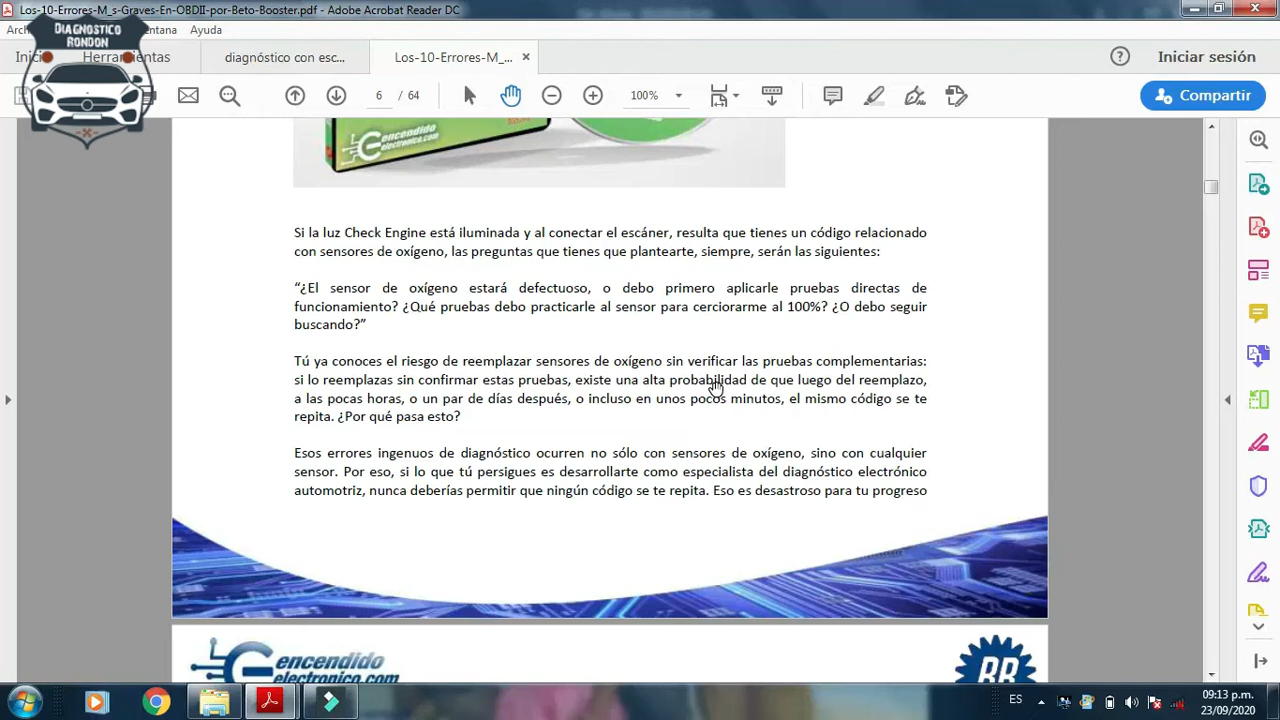 Los-10-Errores-M_s-Graves-En-OBDII-por-Beto-Booster.pdf - Adobe Acrobat Reader DC
Ayuda
DIAGNOSTICO
RONDON
Herramientas
diagnóstico con esc...
Los-10-Errores-M_...
Iniciar sesión
6 / 64
100%
Compartir
encendido
electronico.com
Si la luz Check Engine está iluminada y al conectar el escáner, resulta que tienes un código relacionado
con sensores de oxígeno, las preguntas que tienes que plantearte, siempre, serán las siguientes:
“¿El sensor de oxígeno estará defectuoso, o debo primero aplicarle pruebas directas de
funcionamiento? ¿Qué pruebas debo practicarle al sensor para cerciorarme al 100%? ¿O debo seguir
buscando?”
Tú ya conoces el riesgo de reemplazar sensores de oxígeno sin verificar las pruebas complementarias:
si lo reemplazas sin confirmar estas pruebas, existe una alta probabilidad de que luego del reemplazo,
a las pocas horas, o un par de días después, o incluso en unos pocos minutos, el mismo código se te
repita. ¿Por qué pasa esto?
Esos errores ingenuos de diagnóstico ocurren no sólo con sensores de oxígeno, sino con cualquier
sensor. Por eso, si lo que tú persigues es desarrollarte como especialista del diagnóstico electrónico
automotriz, nunca deberías permitir que ningún código se te repita. Eso es desastroso para tu progreso
encendido
electronico.com
BB
ES
09:13 p.m.
23/09/2020